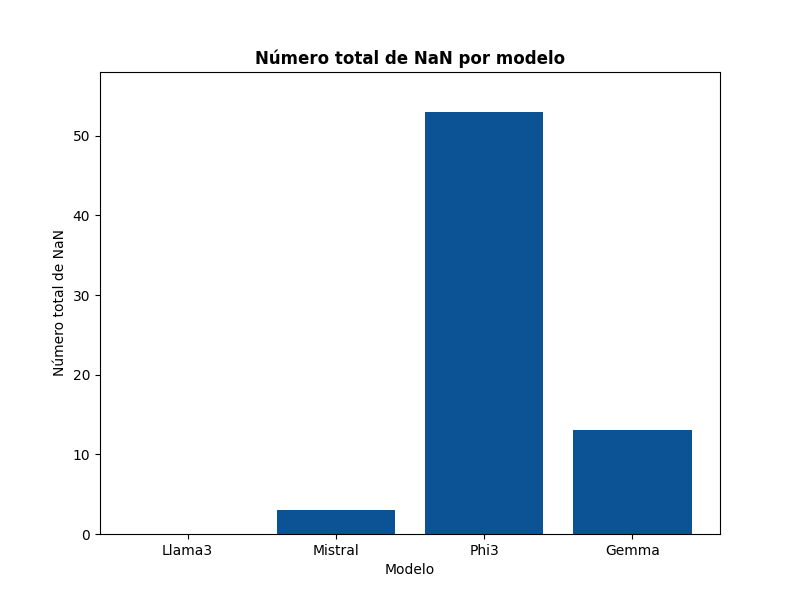 Número total de NaN por modelo
Número total de NaN
50
40
30
20
10
0
Llama3 Mistral Phi3 Gemma
Modelo